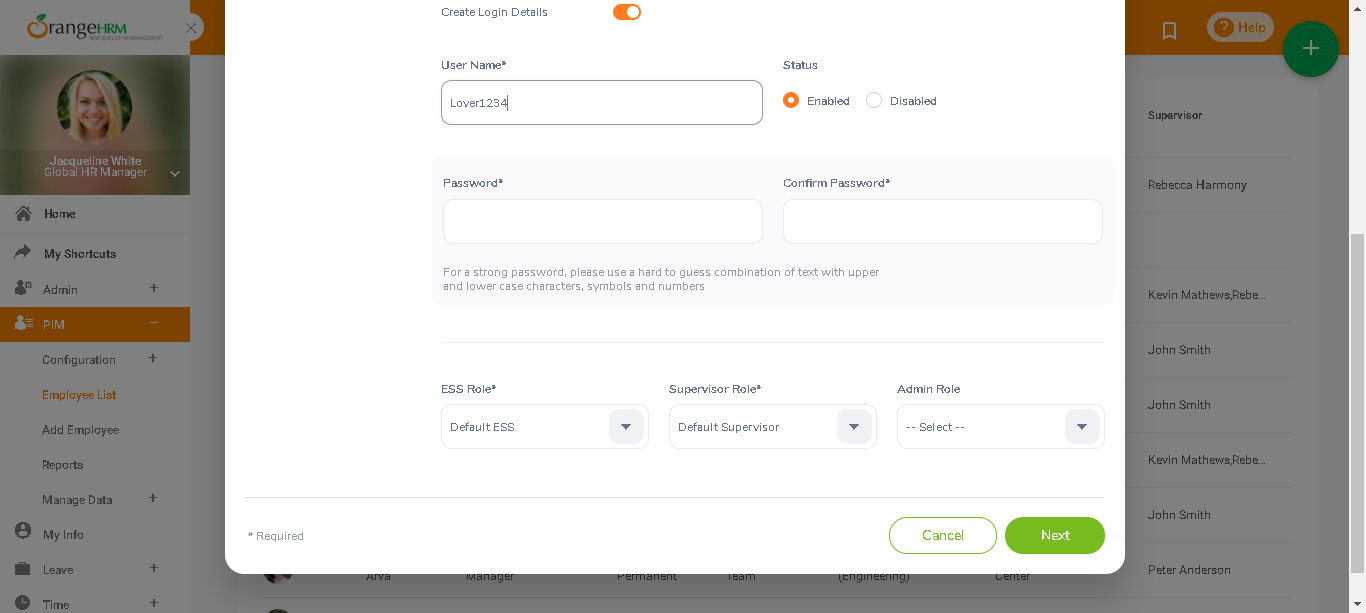 OrangeHRM
NEW LEVEL OF HR MANAGEMENT
Jacqueline White
Global HR Manager
Home
My Shortcuts
Admin
PIM
Configuration
Employee List
Add Employee
Reports
Manage Data
My Info
Leave
Time
Create Login Details
User Name*
Lover1234
Status
Enabled
Disabled
Password*
Confirm Password*
For a strong password, please use a hard to guess combination of text with upper
and lower case characters, symbols and numbers
ESS Role*
Supervisor Role*
Admin Role
Default ESS
Default Supervisor
-- Select --
* Required
Cancel
Next
? Help
+
Supervisor
Rebecca Harmony
Kevin Mathews,Rebe...
John Smith
John Smith
Kevin Mathews,Rebe...
John Smith
Peter Anderson
Arya Manager Permanent Team (Engineering) Center